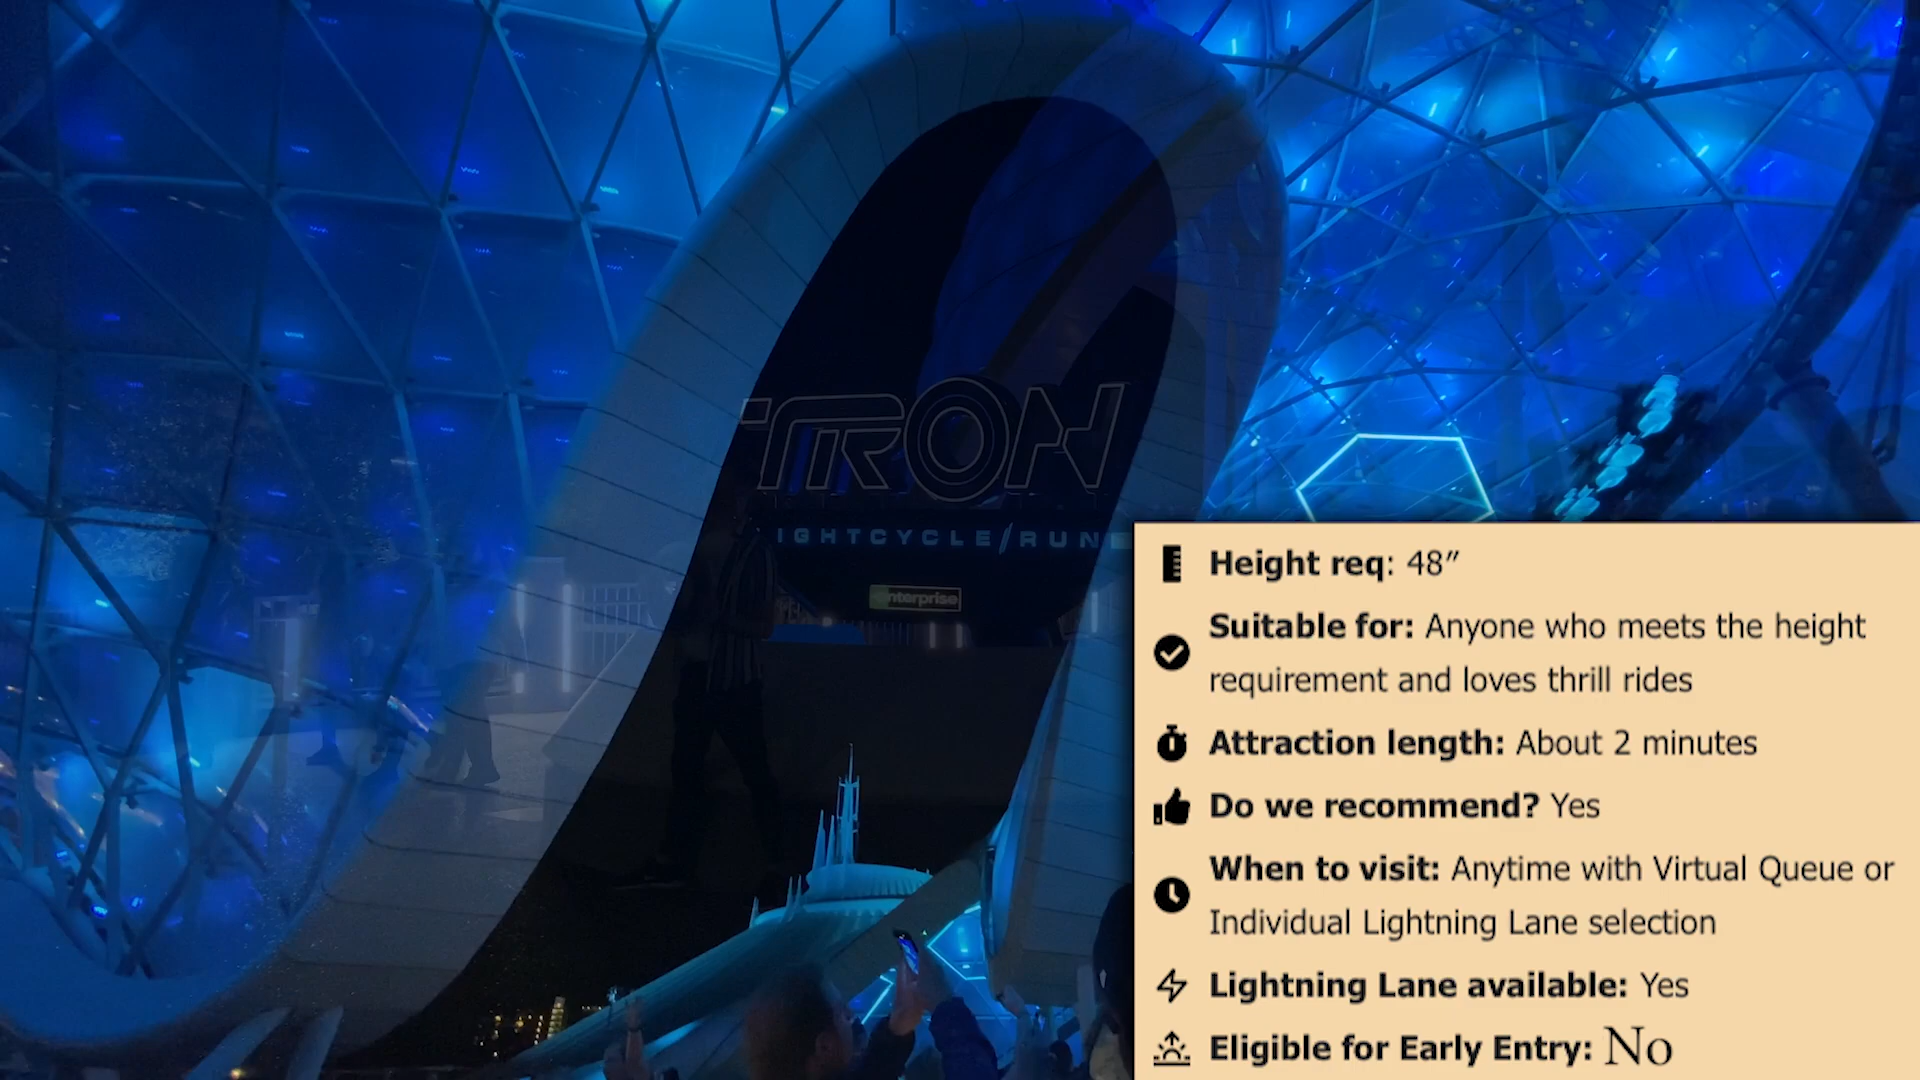 TRON
IGHTCYCLE/RUN
enterprise
Height req: 48″
Suitable for: Anyone who meets the height
requirement and loves thrill rides
Attraction length: About 2 minutes
Do we recommend? Yes
When to visit: Anytime with Virtual Queue or
Individual Lightning Lane selection
Lightning Lane available: Yes
Eligible for Early Entry: No